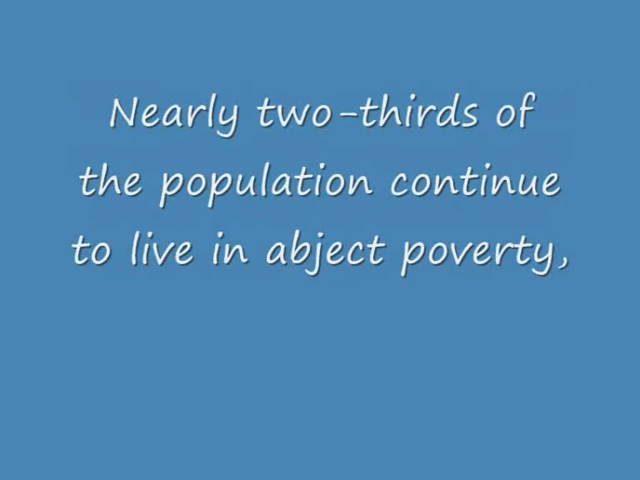 Nearly two-thirds of
the population continue
to live in abject poverty,